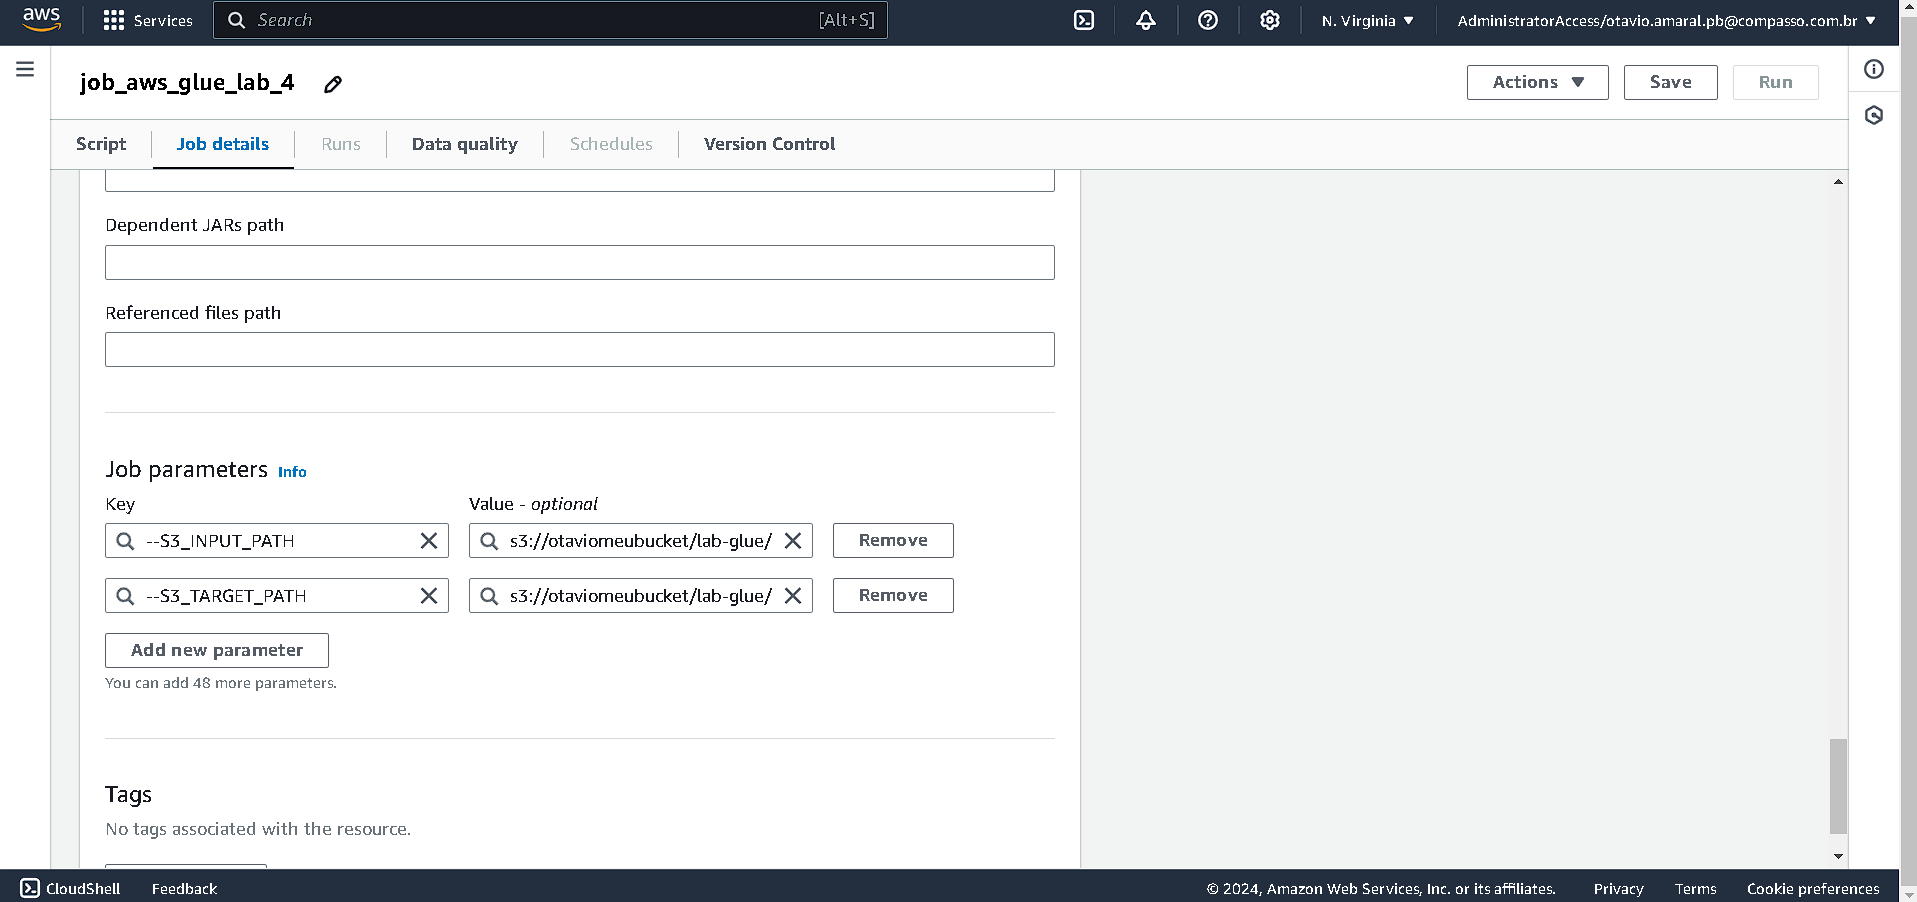 aws Services Search [Alt+S] N. Virginia AdministratorAccess/otavio.amaral.pb@compasso.com.br
job_aws_glue_lab_4 Actions Save Run
Script Job details Runs Data quality Schedules Version Control
Dependent JARs path
Referenced files path
Job parameters Info
Key Value - optional
--S3_INPUT_PATH s3://otaviomeubucket/lab-glue/ Remove
--S3_TARGET_PATH s3://otaviomeubucket/lab-glue/ Remove
Add new parameter
You can add 48 more parameters.
Tags
No tags associated with the resource.
CloudShell Feedback © 2024, Amazon Web Services, Inc. or its affiliates. Privacy Terms Cookie preferences